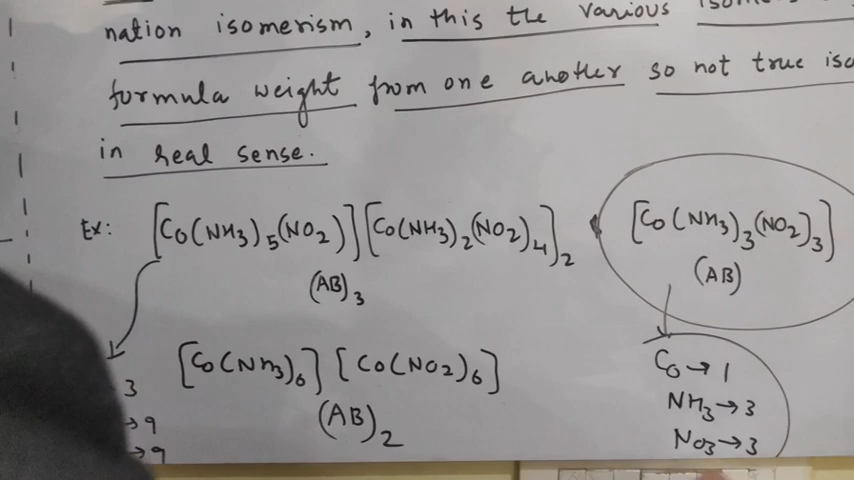 nation isomerism, in this the various
formula weight from one another so not true
in real sense.
Ex: [Co(NH3)5(NO2)][Co(NH3)2(NO2)4]2 [Co(NH3)3(NO2)3]
(AB)3 (AB)
[Co(NH3)6][Co(NO2)6] Co→1
3 NH3→3
(AB)2
→9 NO3→3
→9